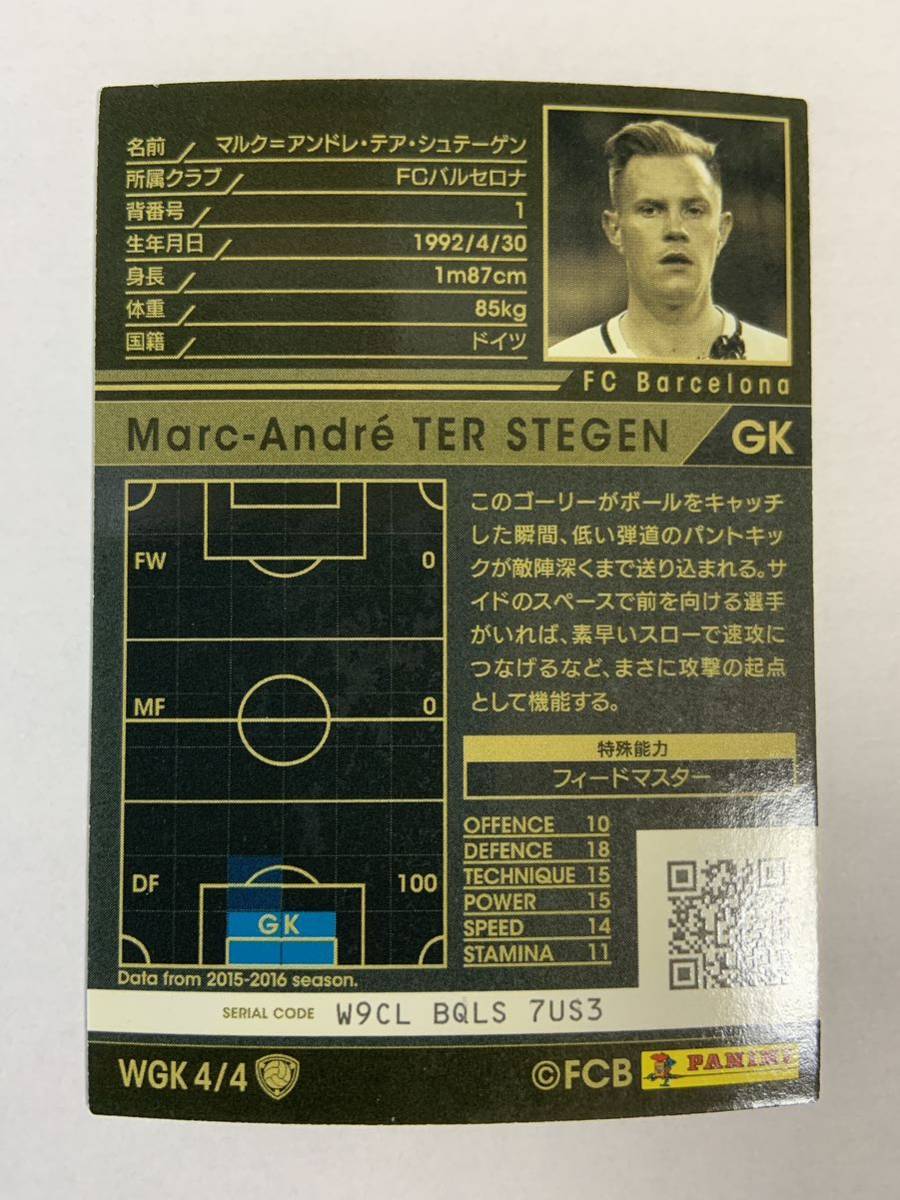 名前 マルク=アンドレ・テア・シュテーゲン
所属クラブ FCバルセロナ
背番号 1
生年月日 1992/4/30
身長 1m87cm
体重 85kg
国籍 ドイツ
FC Barcelona
Marc-André TER STEGEN GK
FW 0
MF 0
DF 100
GK
Data from 2015-2016 season.
このゴーリーがボールをキャッチ
した瞬間、低い弾道のパントキッ
クが敵陣深くまで送り込まれる。サ
イドのスペースで前を向ける選手
がいれば、素早いスローで速攻に
つなげるなど、まさに攻撃の起点
として機能する。
特殊能力
フィードマスター
OFFENCE 10
DEFENCE 18
TECHNIQUE 15
POWER 15
SPEED 14
STAMINA 11
SERIAL CODE W9CL BQLS 7US3
WGK 4/4
©FCB PANINI